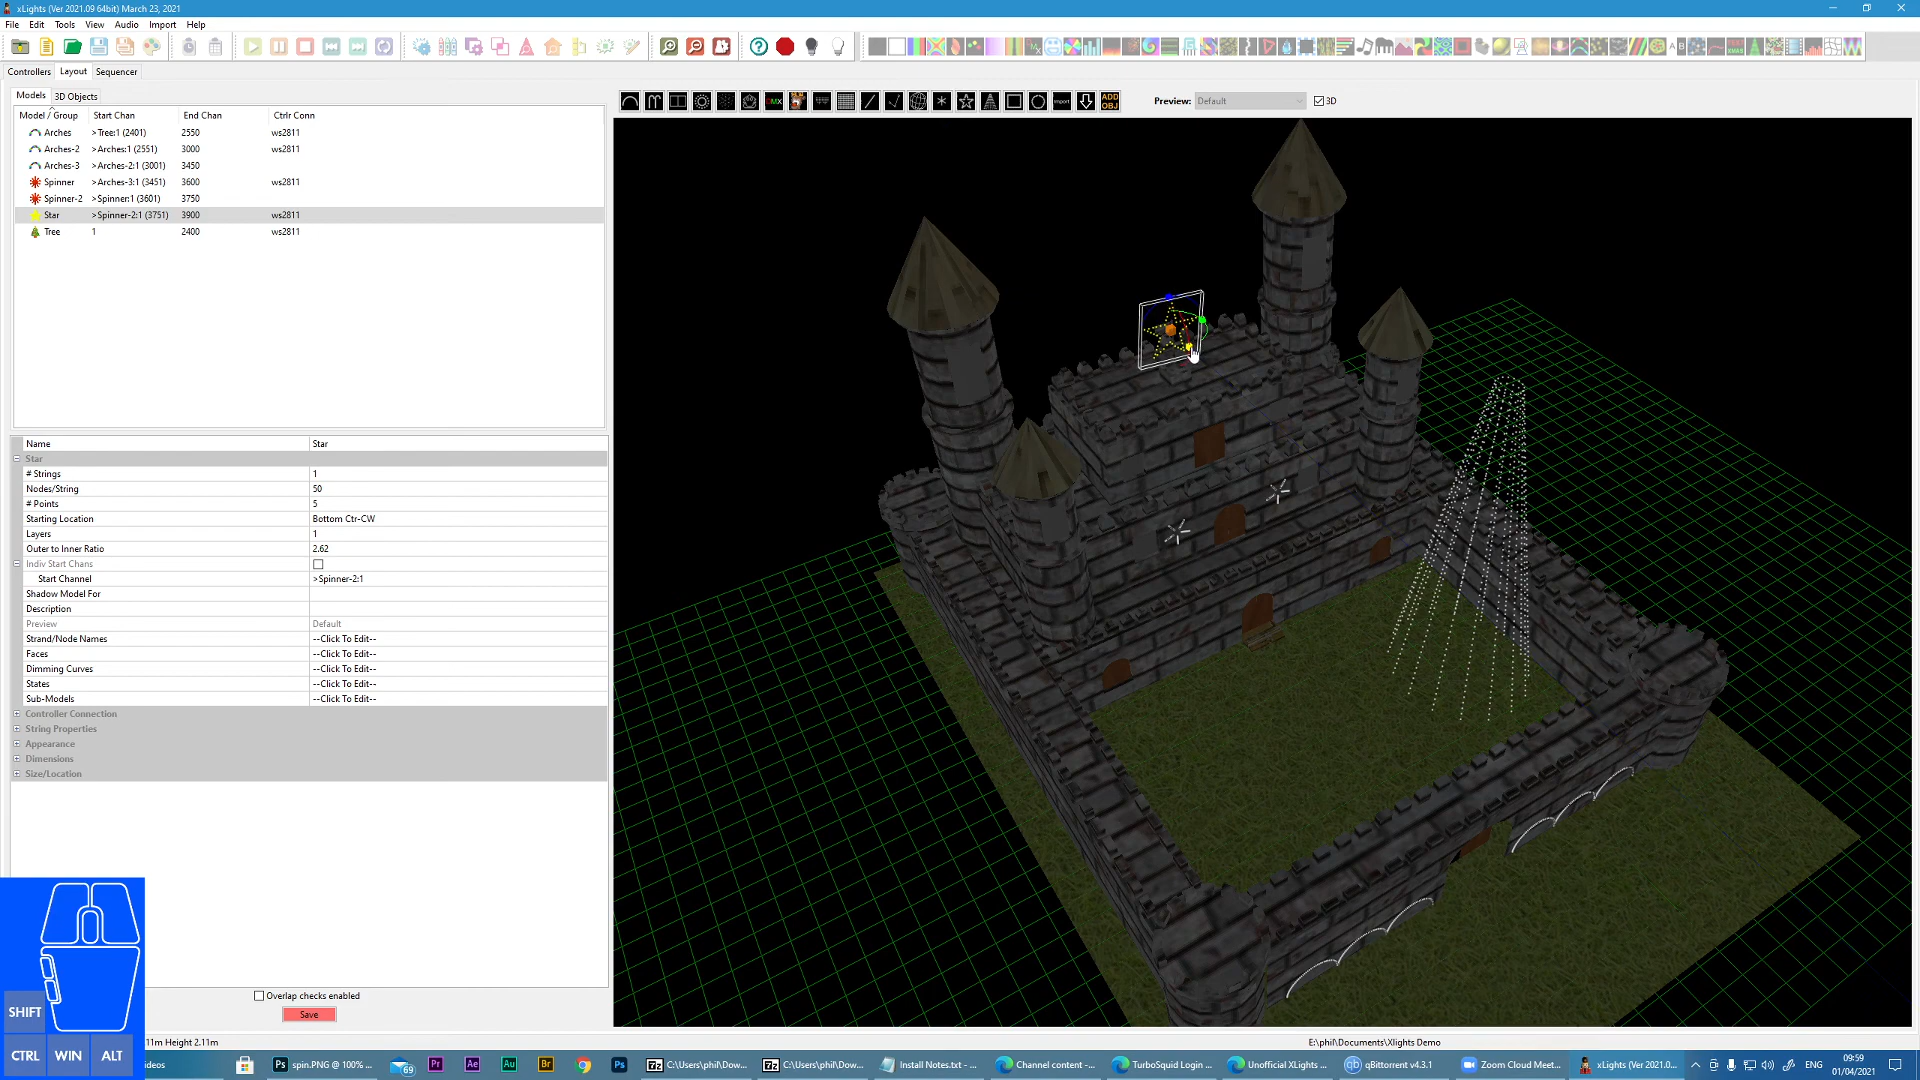 xLights (Ver 2021.09 64bit) March 23, 2021
File Edit Tools View Audio Import Help
Controllers Layout Sequencer
Models 3D Objects
Preview: Default 3D
ADD OBJ
Model / Group Start Chan End Chan Ctrlr Conn
Arches >Tree:1 (2401) 2550 ws2811
Arches-2 >Arches:1 (2551) 3000 ws2811
Arches-3 >Arches-2:1 (3001) 3450
Spinner >Arches-3:1 (3451) 3600 ws2811
Spinner-2 >Spinner:1 (3601) 3750
Star >Spinner-2:1 (3751) 3900 ws2811
Tree 1 2400 ws2811
Name Star
Star
# Strings 1
Nodes/String 50
# Points 5
Starting Location Bottom Ctr-CW
Layers 1
Outer to Inner Ratio 2.62
Indiv Start Chans
Start Channel >Spinner-2:1
Shadow Model For
Description
Preview Default
Strand/Node Names --Click To Edit--
Faces --Click To Edit--
Dimming Curves --Click To Edit--
States --Click To Edit--
Sub-Models --Click To Edit--
Controller Connection
String Properties
Appearance
Dimensions
Size/Location
Overlap checks enabled
Save
SHIFT
CTRL WIN ALT
11m Height 2.11m
E:\phil\Documents\Xlights Demo
ideos
spin.PNG @ 100% ...
69
C:\Users\phil\Dow...
C:\Users\phil\Dow...
Install Notes.txt - ...
Channel content - ...
TurboSquid Login ...
Unofficial XLights ...
qBittorrent v4.3.1
Zoom Cloud Meet...
xLights (Ver 2021.0...
ENG
09:59
01/04/2021